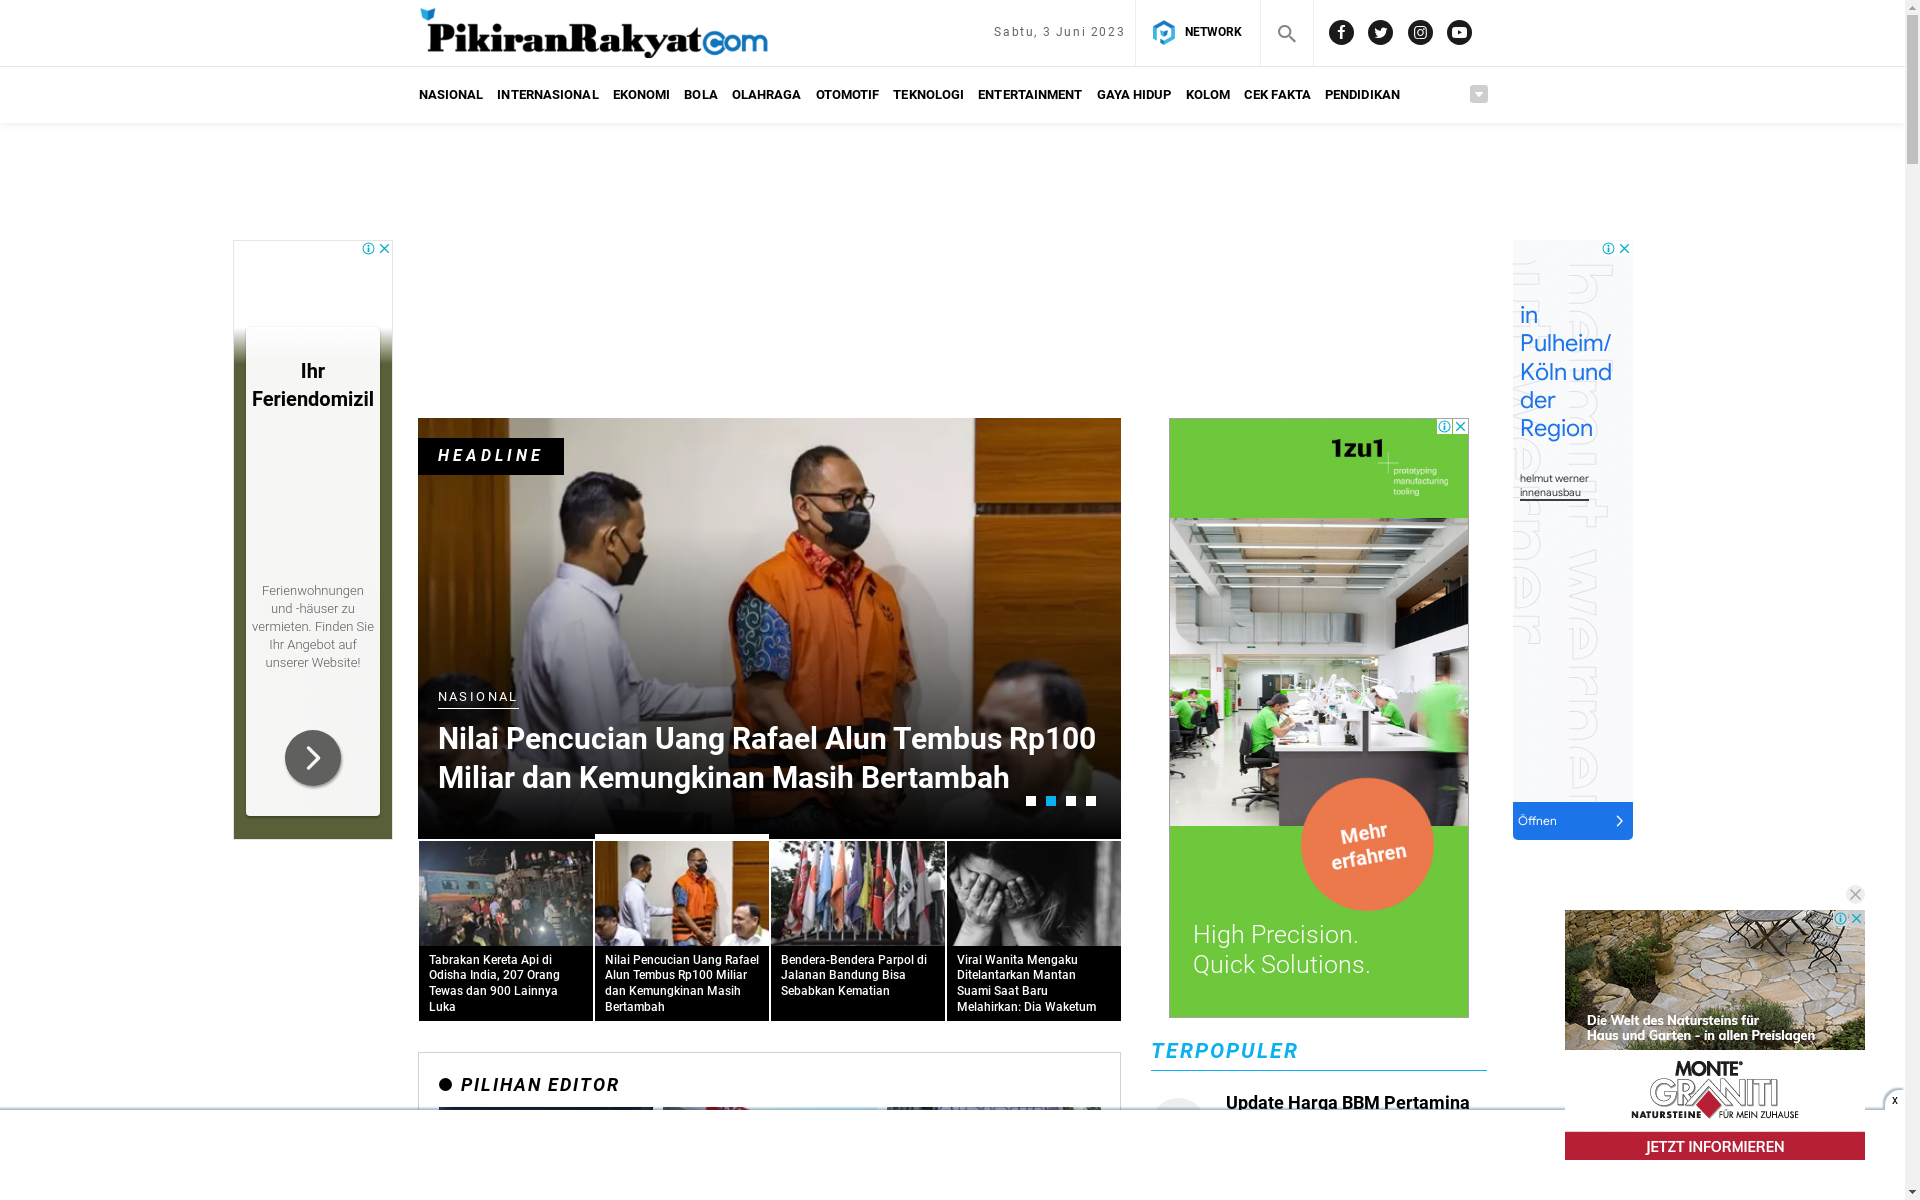 PikiranRakyatcom
Sabtu, 3 Juni 2023
NETWORK
NASIONAL INTERNASIONAL EKONOMI BOLA OLAHRAGA OTOMOTIF TEKNOLOGI ENTERTAINMENT GAYA HIDUP KOLOM CEK FAKTA PENDIDIKAN
Ihr
Feriendomizil
Ferienwohnungen
und -häuser zu
vermieten. Finden Sie
Ihr Angebot auf
unserer Website!
HEADLINE
NASIONAL
Nilai Pencucian Uang Rafael Alun Tembus Rp100
Miliar dan Kemungkinan Masih Bertambah
Tabrakan Kereta Api di
Odisha India, 207 Orang
Tewas dan 900 Lainnya
Luka
Nilai Pencucian Uang Rafael
Alun Tembus Rp100 Miliar
dan Kemungkinan Masih
Bertambah
Bendera-Bendera Parpol di
Jalanan Bandung Bisa
Sebabkan Kematian
Viral Wanita Mengaku
Ditelantarkan Mantan
Suami Saat Baru
Melahirkan: Dia Waketum
PILIHAN EDITOR
1zu1
prototyping
manufacturing
tooling
Mehr
erfahren
High Precision.
Quick Solutions.
TERPOPULER
Update Harga BBM Pertamina
in
Pulheim/
Köln und
der
Region
helmut werner
innenausbau
helmut werner
Öffnen
Die Welt des Natursteins für
Haus und Garten - in allen Preislagen
MONTE
GRANITI
NATURSTEINE FÜR MEIN ZUHAUSE
JETZT INFORMIEREN
x